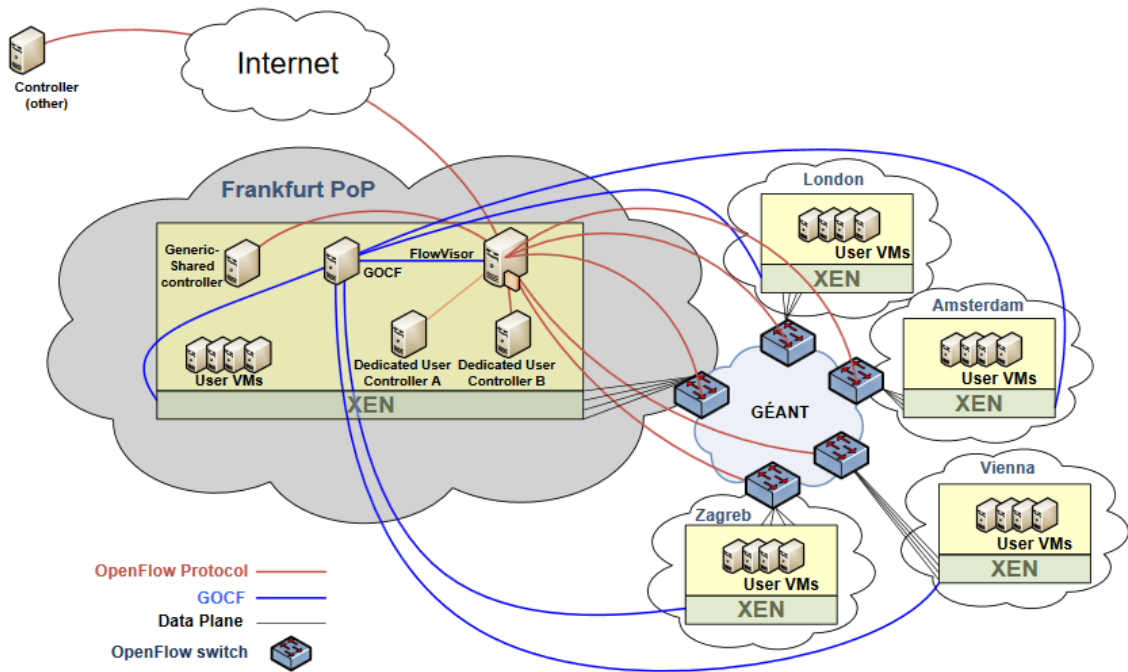 Controller
(other)
Internet
Frankfurt PoP
Generic-
Shared
controller
GOCF
FlowVisor
User VMs
Dedicated User
Controller A
Dedicated User
Controller B
XEN
London
User VMs
XEN
Amsterdam
User VMs
XEN
GÉANT
Vienna
User VMs
XEN
Zagreb
User VMs
XEN
OpenFlow Protocol
GOCF
Data Plane
OpenFlow switch